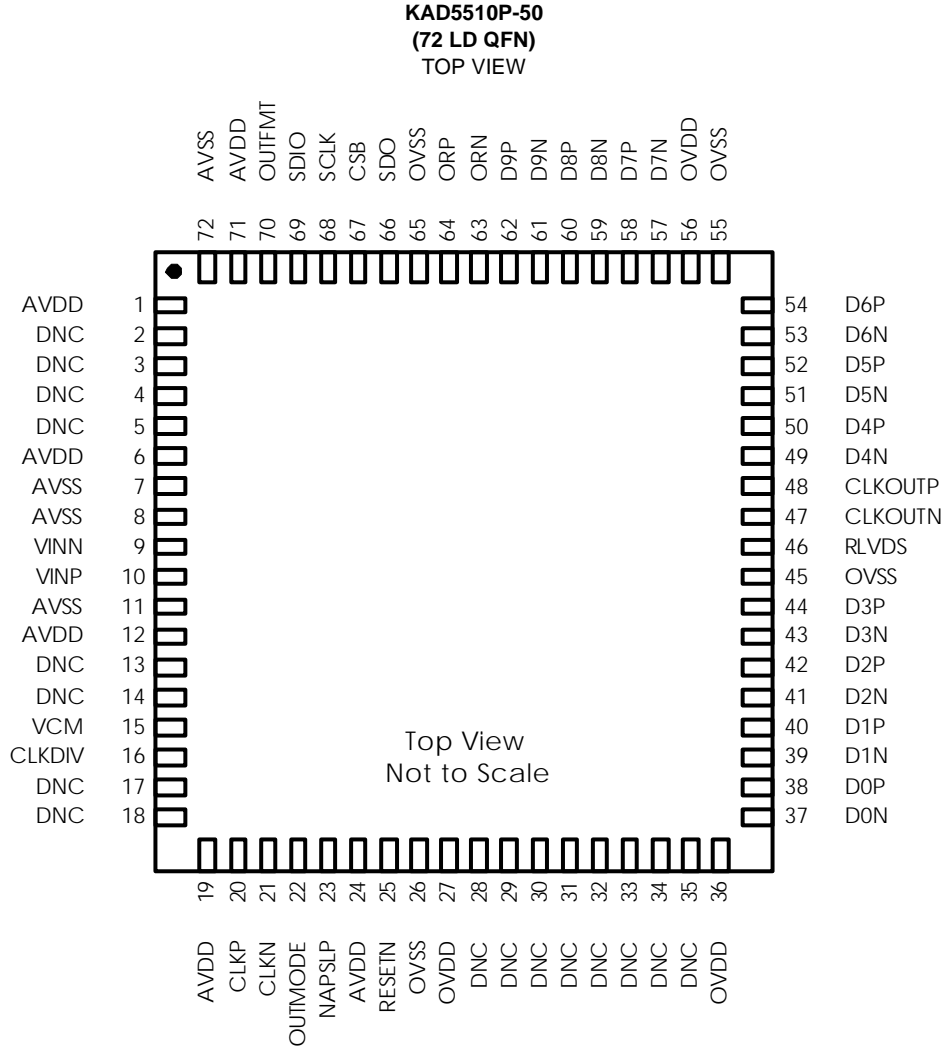 KAD5510P-50
(72 LD QFN)
TOP VIEW
AVSS
AVDD
OUTFMT
SDIO
SCLK
CSB
SDO
OVSS
ORP
ORN
D9P
D9N
D8P
D8N
D7P
D7N
OVDD
OVSS
72 71 70 69 68 67 66 65 64 63 62 61 60 59 58 57 56 55
AVDD 1
DNC 2
DNC 3
DNC 4
DNC 5
AVDD 6
AVSS 7
AVSS 8
VINN 9
VINP 10
AVSS 11
AVDD 12
DNC 13
DNC 14
VCM 15
CLKDIV 16
DNC 17
DNC 18
54 D6P
53 D6N
52 D5P
51 D5N
50 D4P
49 D4N
48 CLKOUTP
47 CLKOUTN
46 RLVDS
45 OVSS
44 D3P
43 D3N
42 D2P
41 D2N
40 D1P
39 D1N
38 D0P
37 D0N
Top View
Not to Scale
19 20 21 22 23 24 25 26 27 28 29 30 31 32 33 34 35 36
AVDD
CLKP
CLKN
OUTMODE
NAPSLP
AVDD
RESETN
OVSS
OVDD
DNC
DNC
DNC
DNC
DNC
DNC
DNC
DNC
OVDD